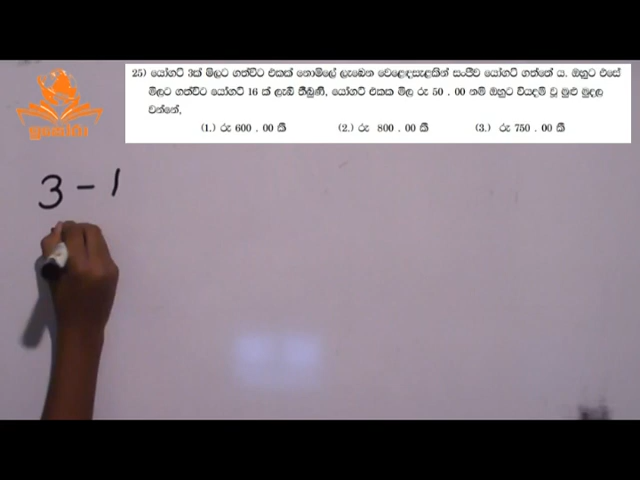 25) යෝගට් 3ක් මිලට ගත්විට එකක් නොමිලේ ලැබෙන වෙළෙඳසැළකින් සංජීව යෝගට් ගත්තේ ය. ඔහුට එසේ
මිලට ගත්විට යෝගට් 16 ක් ලැබී තිබුණි, යෝගට් එකක මිල රු 50 . 00 නම් ඔහුට වියදම් වූ මුළු මුදල
වන්නේ,
(1.) රු 600 . 00 කි (2.) රු 800 . 00 කි (3.) රු 750 . 00 කි
3 – 1